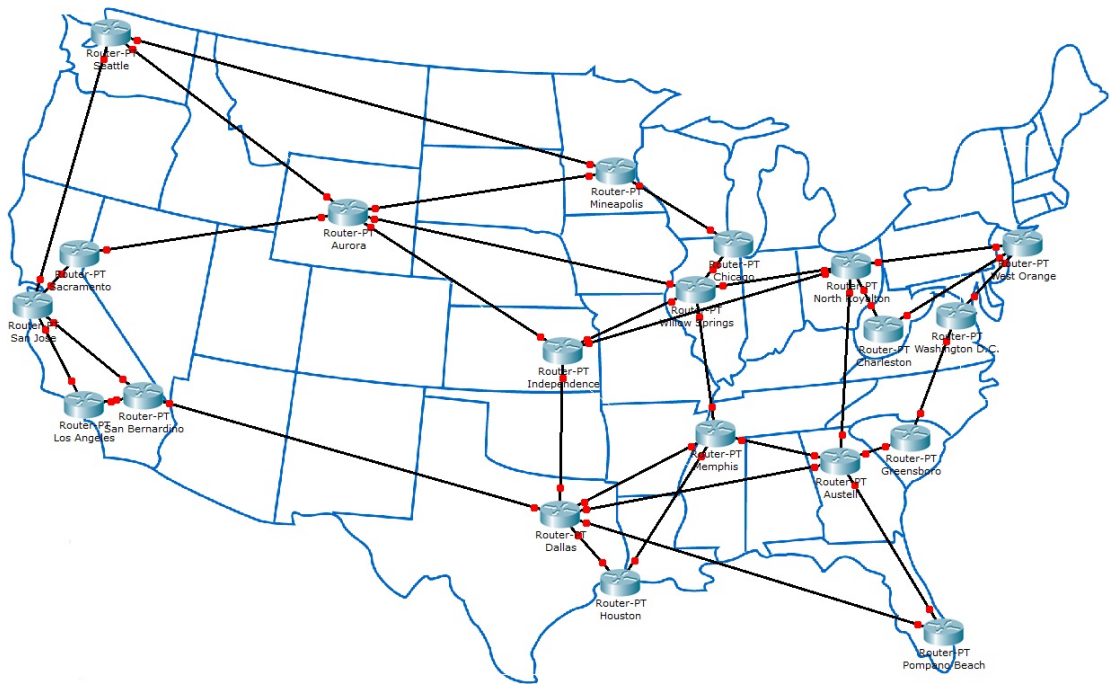 Router-PT
Seattle
Router-PT
Mineapolis
Router-PT
Aurora
Router-PT
Chicago
Router-PT
Sacramento
Router-PT
West Orange
Router-PT
North Royalton
Router-PT
Willow Springs
Router-PT
San Jose
Router-PT
Washington D.C.
Router-PT
Charleston
Router-PT
Independence
Router-PT
San Bernardino
Router-PT
Los Angeles
Router-PT
Memphis
Router-PT
Greensboro
Router-PT
Austell
Router-PT
Dallas
Router-PT
Houston
Router-PT
Pompano Beach